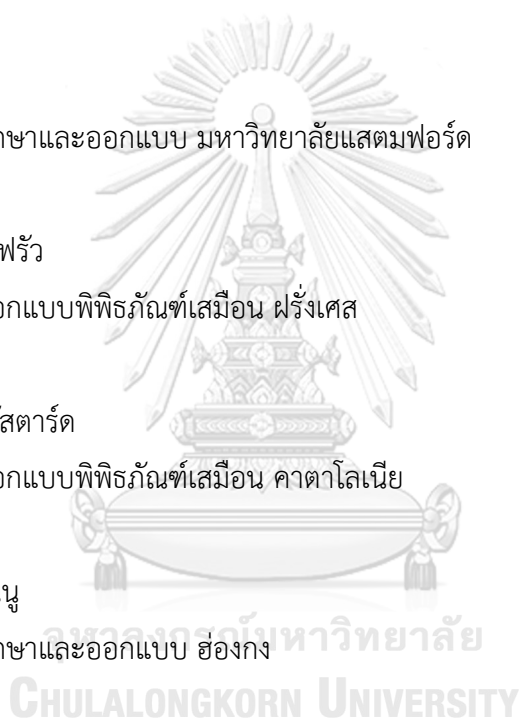 าษาและออกแบบ มหาวิทยาลัยแสตมฟอร์ด
ฟรัว
อกแบบพิพิธภัณฑ์เสมือน ฝรั่งเศส
ัสตาร์ด
อกแบบพิพิธภัณฑ์เสมือน คาตาโลเนีย
นู
าษาและออกแบบ ฮ่องกง
จุฬาลงกรณ์มหาวิทยาลัย
CHULALONGKORN UNIVERSITY